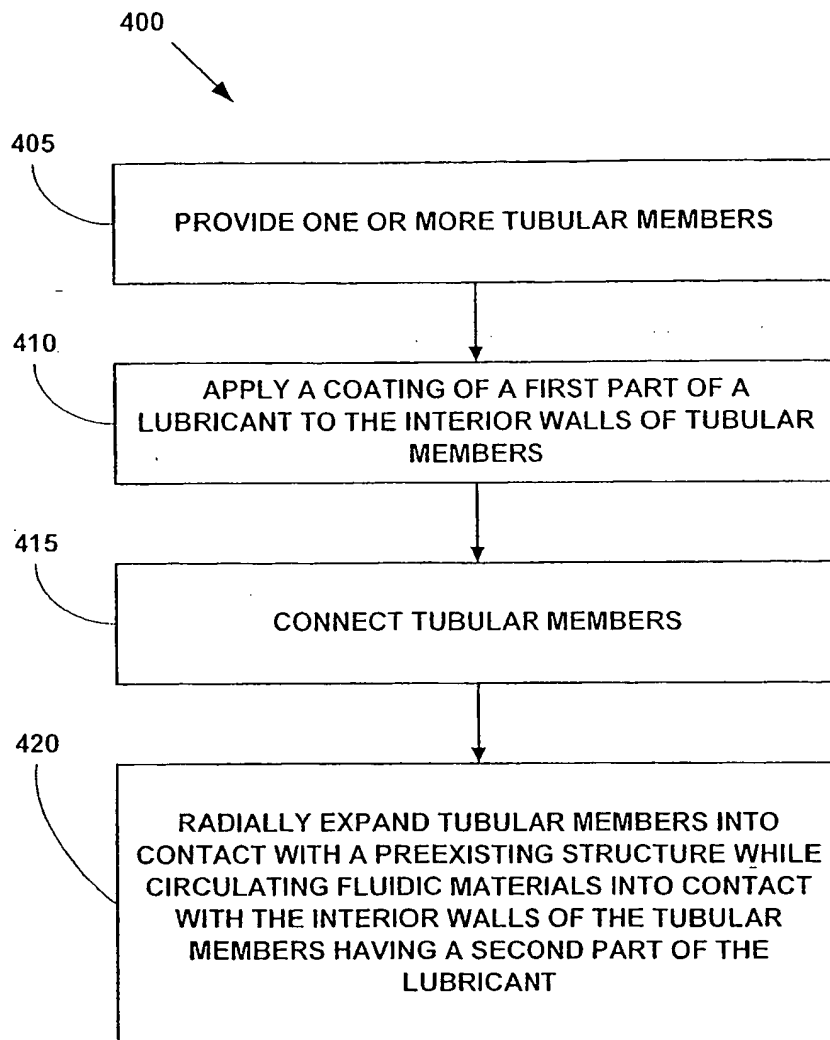 400
405
PROVIDE ONE OR MORE TUBULAR MEMBERS
410
APPLY A COATING OF A FIRST PART OF A
LUBRICANT TO THE INTERIOR WALLS OF TUBULAR
MEMBERS
415
CONNECT TUBULAR MEMBERS
420
RADIALLY EXPAND TUBULAR MEMBERS INTO
CONTACT WITH A PREEXISTING STRUCTURE WHILE
CIRCULATING FLUIDIC MATERIALS INTO CONTACT
WITH THE INTERIOR WALLS OF THE TUBULAR
MEMBERS HAVING A SECOND PART OF THE
LUBRICANT